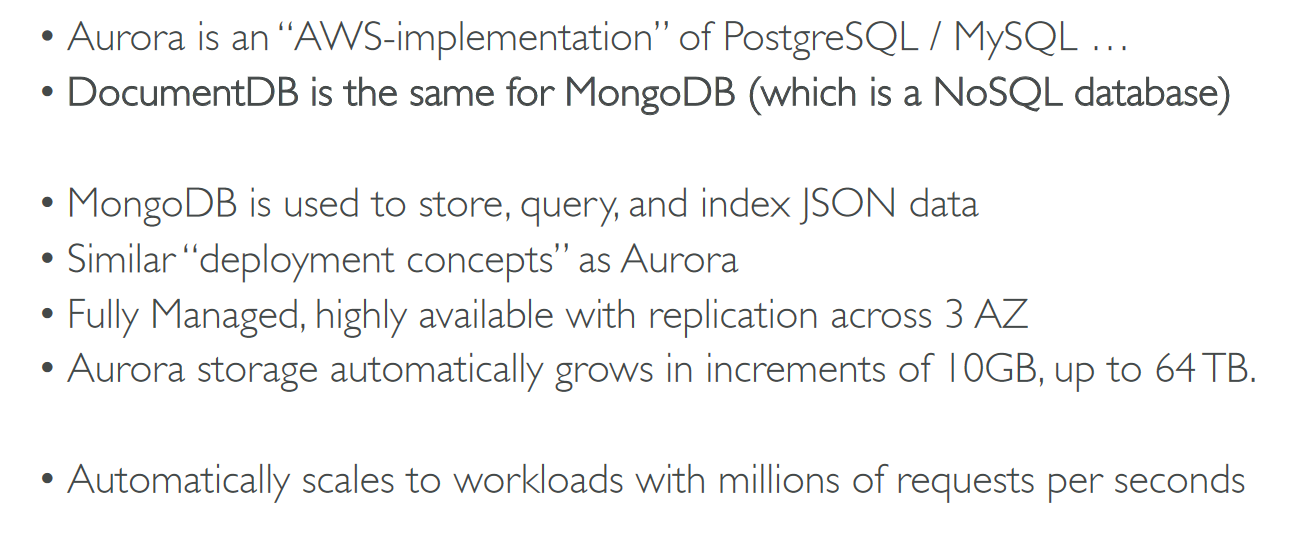 • Aurora is an “AWS-implementation” of PostgreSQL / MySQL …
• DocumentDB is the same for MongoDB (which is a NoSQL database)
• MongoDB is used to store, query, and index JSON data
• Similar “deployment concepts” as Aurora
• Fully Managed, highly available with replication across 3 AZ
• Aurora storage automatically grows in increments of 10GB, up to 64 TB.
• Automatically scales to workloads with millions of requests per seconds